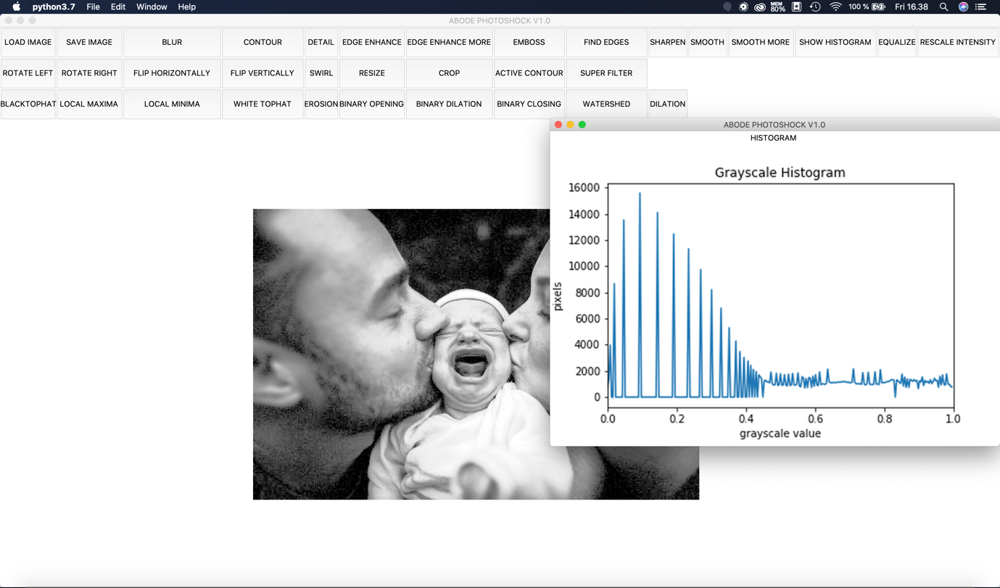 python3.7 File Edit Window Help MEM 80% 100 % Fri 16.38
ABODE PHOTOSHOCK V1.0
LOAD IMAGE SAVE IMAGE BLUR CONTOUR DETAIL EDGE ENHANCE EDGE ENHANCE MORE EMBOSS FIND EDGES SHARPEN SMOOTH SMOOTH MORE SHOW HISTOGRAM EQUALIZE RESCALE INTENSITY
ROTATE LEFT ROTATE RIGHT FLIP HORIZONTALLY FLIP VERTICALLY SWIRL RESIZE CROP ACTIVE CONTOUR SUPER FILTER
BLACKTOPHAT LOCAL MAXIMA LOCAL MINIMA WHITE TOPHAT EROSION BINARY OPENING BINARY DILATION BINARY CLOSING WATERSHED DILATION
ABODE PHOTOSHOCK V1.0
HISTOGRAM
Grayscale Histogram
16000
14000
12000
10000
8000
6000
4000
2000
0
pixels
0.0 0.2 0.4 0.6 0.8 1.0
grayscale value